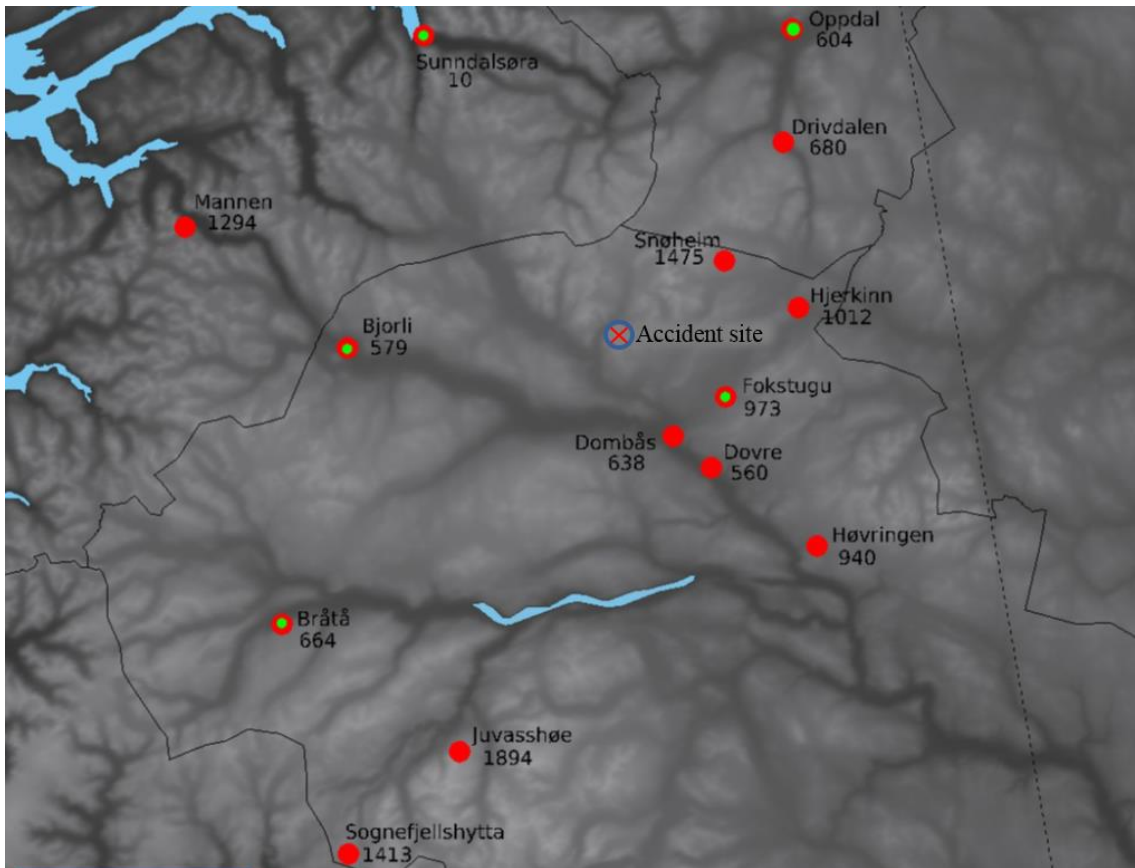 Oppdal
604
Sunndalsøra
10
Drivdalen
680
Mannen
1294
Snøheim
1475
Hjerkinn
1012
Accident site
Bjorli
579
Fokstugu
973
Dombås
638
Dovre
560
Høvringen
940
Bråtå
664
Juvasshøe
1894
Sognefjellshytta
1413